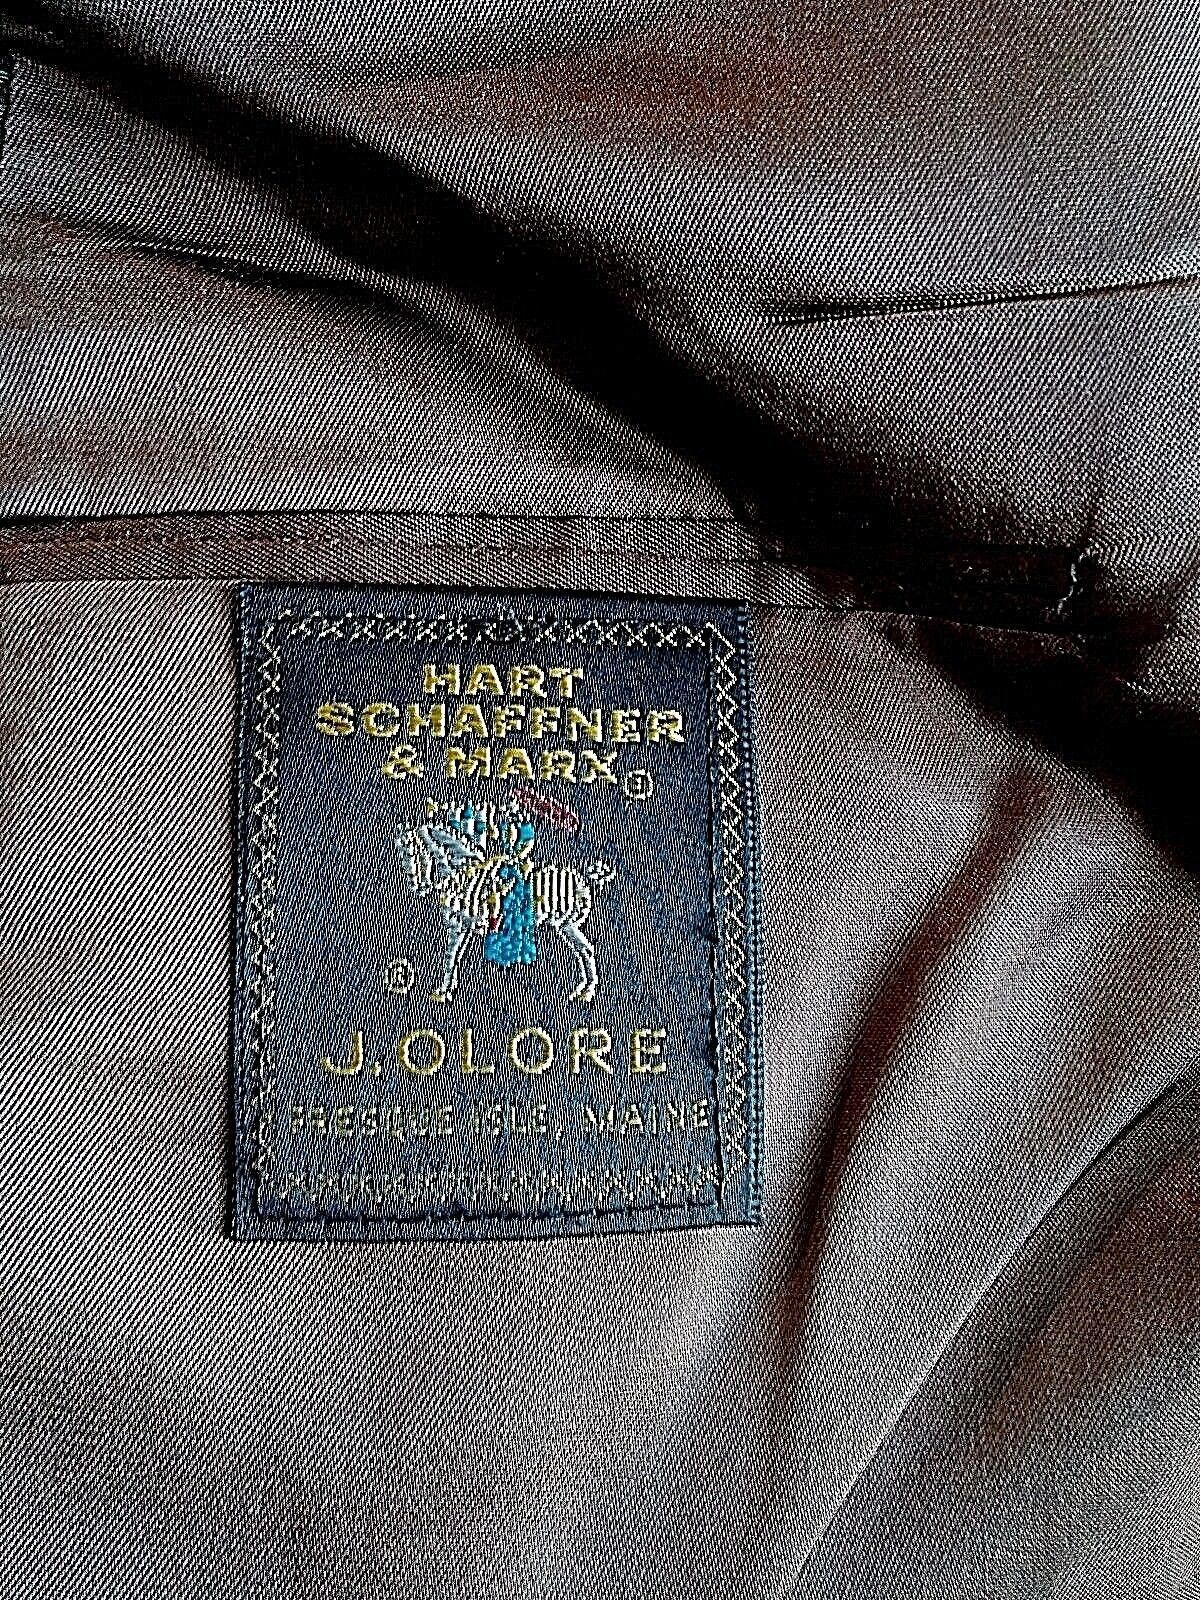 HART
SCHAFFNER
& MARX®
®
J. OLORE
PRESQUE ISLE, MAINE